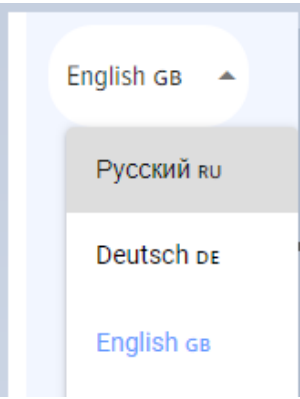 English GB
Русский RU
Deutsch DE
English GB